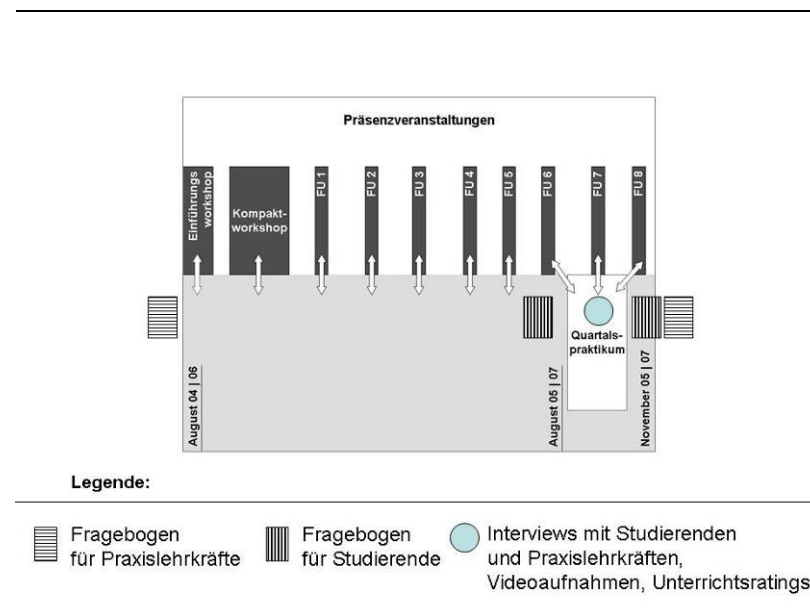 Präsenzveranstaltungen
Einführungs
workshop
Kompakt-
workshop
FU 1
FU 2
FU 3
FU 4
FU 5
FU 6
FU 7
FU 8
Quartals-
praktikum
August 04 | 06
August 05 | 07
November 05 | 07
Legende:
Fragebogen
für Praxislehrkräfte
Fragebogen
für Studierende
Interviews mit Studierenden
und Praxislehrkräften,
Videoaufnahmen, Unterrichtsratings